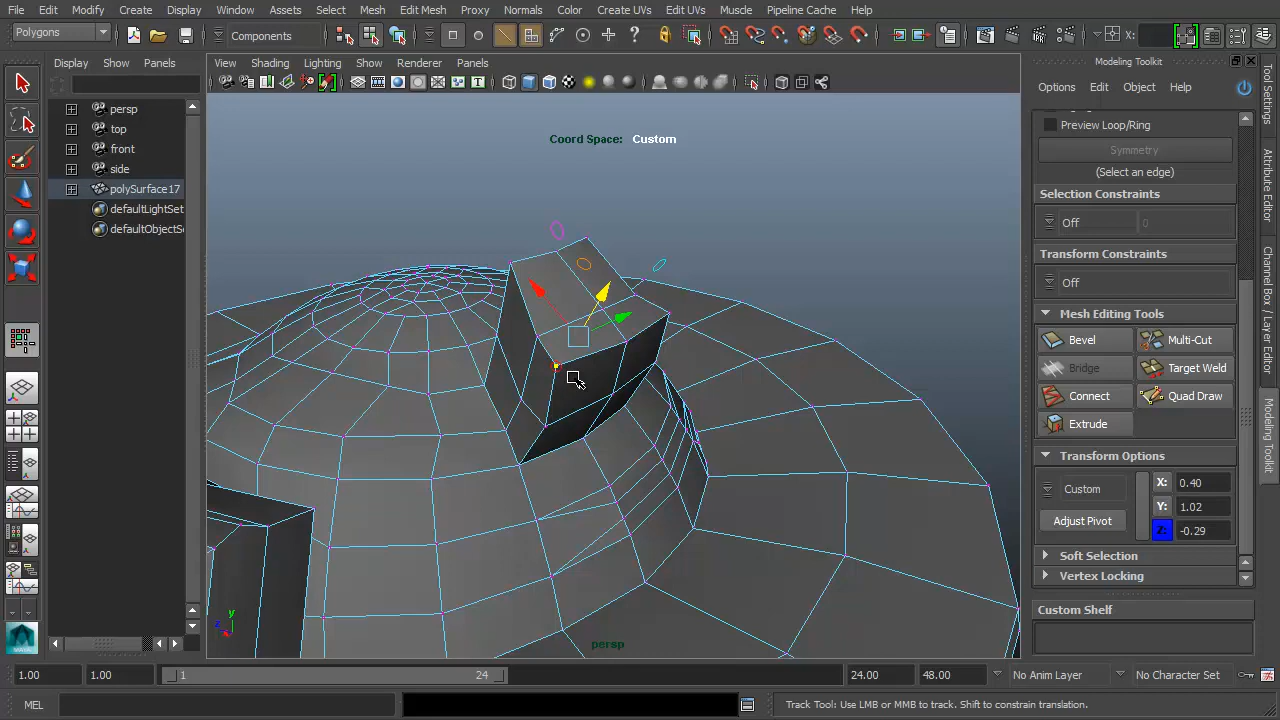 File Edit Modify Create Display Window Assets Select Mesh Edit Mesh Proxy Normals Color Create UVs Edit UVs Muscle Pipeline Cache Help
Polygons Components X:
Display Show Panels View Shading Lighting Show Renderer Panels Modeling Toolkit
Options Edit Object Help
persp
top
front
side
polySurface17
defaultLightSet
defaultObjectSe
Coord Space: Custom
Preview Loop/Ring
Symmetry
(Select an edge)
Selection Constraints
Off 0
Transform Constraints
Off
Mesh Editing Tools
Bevel Multi-Cut
Bridge Target Weld
Connect Quad Draw
Extrude
Transform Options
Custom X: 0.40
Y: 1.02
Adjust Pivot Z: -0.29
Soft Selection
Vertex Locking
Custom Shelf
Tool Settings
Attribute Editor
Channel Box / Layer Editor
Modeling Toolkit
y
z
persp
1.00 1.00 1 24 24.00 48.00 No Anim Layer No Character Set
MEL Track Tool: Use LMB or MMB to track. Shift to constrain translation.